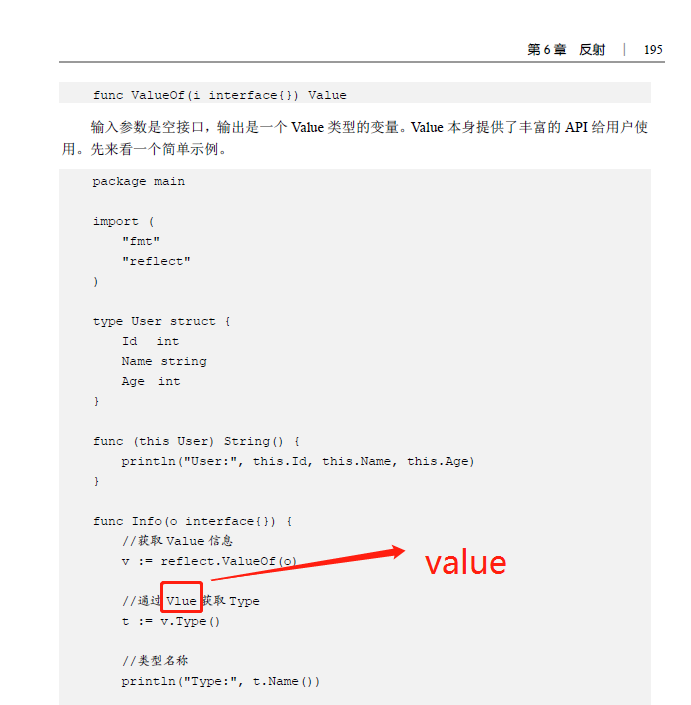 第 6 章 反射 | 195
func ValueOf(i interface{}) Value
输入参数是空接口，输出是一个 Value 类型的变量。Value 本身提供了丰富的 API 给用户使
用。先来看一个简单示例。
package main
import (
"fmt"
"reflect"
)
type User struct {
Id int
Name string
Age int
}
func (this User) String() {
println("User:", this.Id, this.Name, this.Age)
}
func Info(o interface{}) {
//获取 Value 信息
v := reflect.ValueOf(o)
value
//通过 Vlue 获取 Type
t := v.Type()
//类型名称
println("Type:", t.Name())